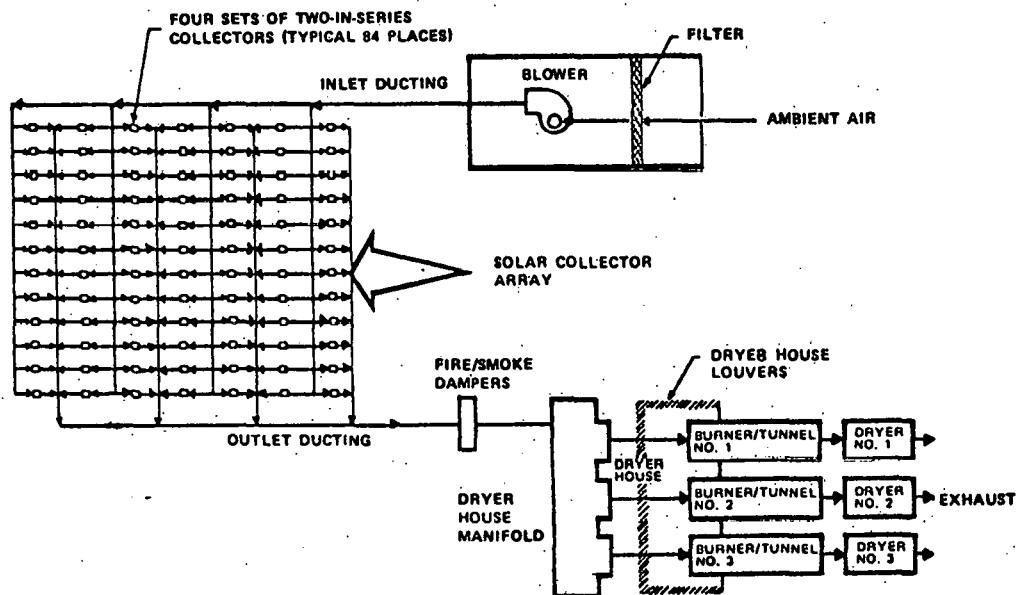 FOUR SETS OF TWO-IN-SERIES
COLLECTORS (TYPICAL 84 PLACES)
FILTER
INLET DUCTING
BLOWER
AMBIENT AIR
SOLAR COLLECTOR
ARRAY
FIRE/SMOKE
DAMPERS
DRYER HOUSE
LOUVERS
OUTLET DUCTING
BURNER/TUNNEL
NO. 1
DRYER
NO. 1
DRYER
HOUSE
DRYER
HOUSE
MANIFOLD
BURNER/TUNNEL
NO. 2
DRYER
NO. 2
EXHAUST
BURNER/TUNNEL
NO. 3
DRYER
NO. 3